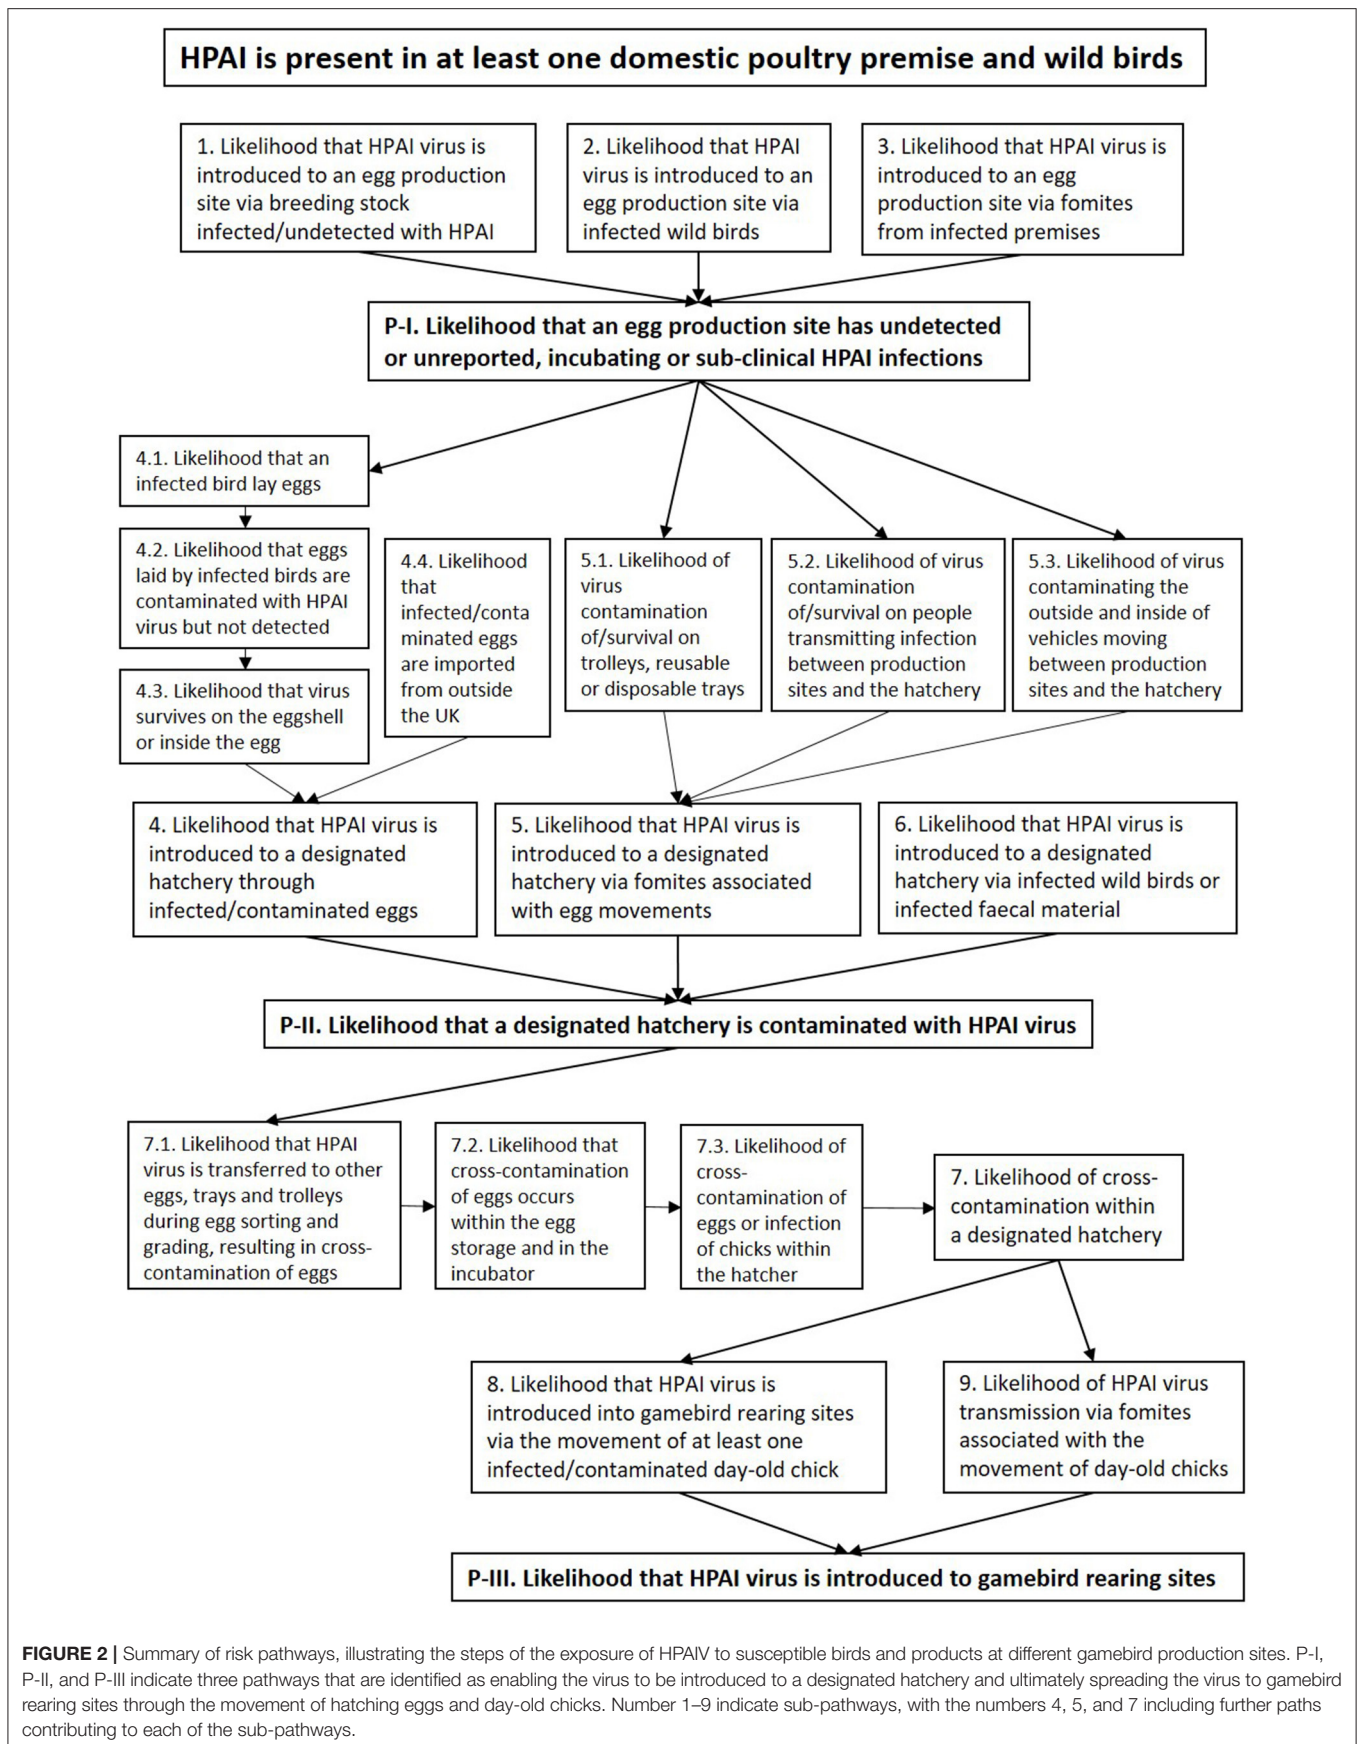 HPAI is present in at least one domestic poultry premise and wild birds
1. Likelihood that HPAI virus is
introduced to an egg production
site via breeding stock
infected/undetected with HPAI
2. Likelihood that HPAI
virus is introduced to an
egg production site via
infected wild birds
3. Likelihood that HPAI virus is
introduced to an egg
production site via fomites
from infected premises
P-I. Likelihood that an egg production site has undetected
or unreported, incubating or sub-clinical HPAI infections
4.1. Likelihood that an
infected bird lay eggs
4.2. Likelihood that eggs
laid by infected birds are
contaminated with HPAI
virus but not detected
4.3. Likelihood that virus
survives on the eggshell
or inside the egg
4.4. Likelihood
that
infected/conta
minated eggs
are imported
from outside
the UK
5.1. Likelihood of
virus
contamination
of/survival on
trolleys, reusable
or disposable trays
5.2. Likelihood of virus
contamination
of/survival on people
transmitting infection
between production
sites and the hatchery
5.3. Likelihood of virus
contaminating the
outside and inside of
vehicles moving
between production
sites and the hatchery
4. Likelihood that HPAI virus is
introduced to a designated
hatchery through
infected/contaminated eggs
5. Likelihood that HPAI virus is
introduced to a designated
hatchery via fomites associated
with egg movements
6. Likelihood that HPAI virus is
introduced to a designated
hatchery via infected wild birds or
infected faecal material
P-II. Likelihood that a designated hatchery is contaminated with HPAI virus
7.1. Likelihood that HPAI
virus is transferred to other
eggs, trays and trolleys
during egg sorting and
grading, resulting in cross-
contamination of eggs
7.2. Likelihood that
cross-contamination
of eggs occurs
within the egg
storage and in the
incubator
7.3. Likelihood of
cross-
contamination of
eggs or infection
of chicks within
the hatcher
7. Likelihood of cross-
contamination within
a designated hatchery
8. Likelihood that HPAI virus is
introduced into gamebird rearing sites
via the movement of at least one
infected/contaminated day-old chick
9. Likelihood of HPAI virus
transmission via fomites
associated with the
movement of day-old chicks
P-III. Likelihood that HPAI virus is introduced to gamebird rearing sites
FIGURE 2 | Summary of risk pathways, illustrating the steps of the exposure of HPAIV to susceptible birds and products at different gamebird production sites. P-I,
P-II, and P-III indicate three pathways that are identified as enabling the virus to be introduced to a designated hatchery and ultimately spreading the virus to gamebird
rearing sites through the movement of hatching eggs and day-old chicks. Number 1–9 indicate sub-pathways, with the numbers 4, 5, and 7 including further paths
contributing to each of the sub-pathways.